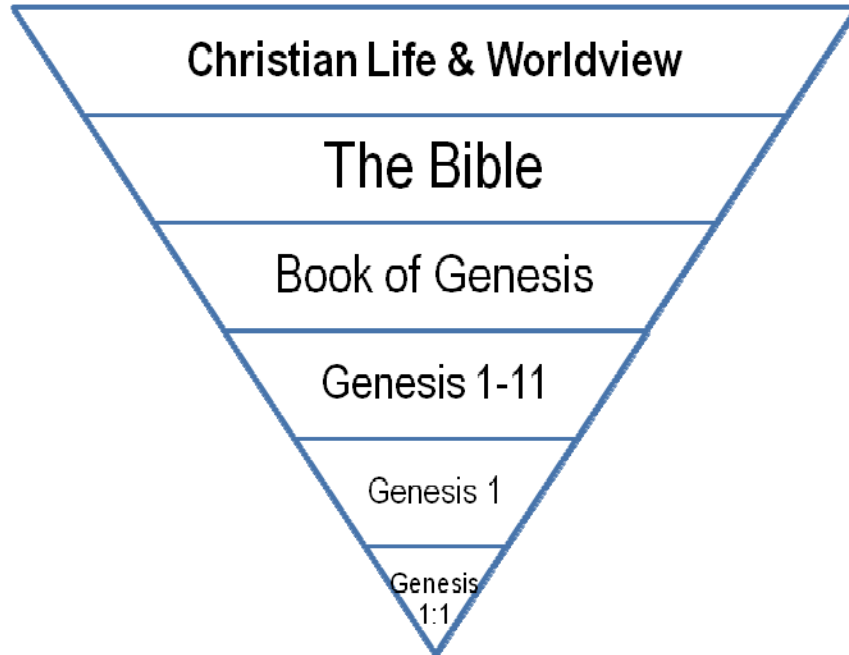 Christian Life & Worldview
The Bible
Book of Genesis
Genesis 1-11
Genesis 1
Genesis
1:1